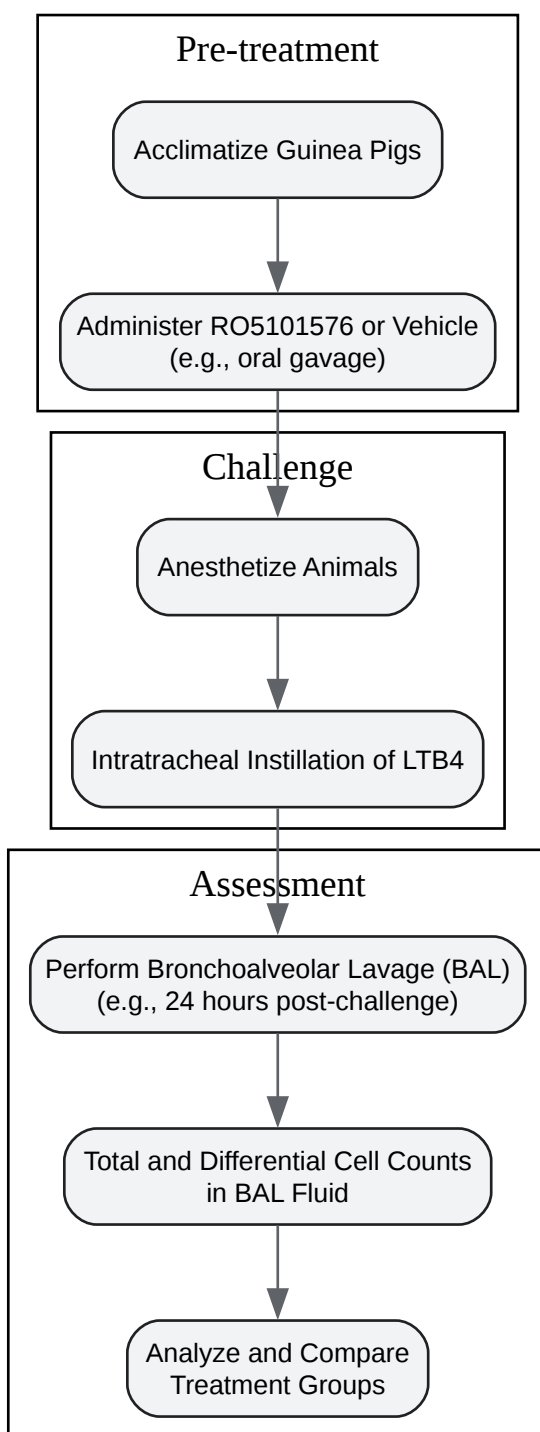 Pre-treatment
Acclimatize Guinea Pigs
Administer RO5101576 or Vehicle
(e.g., oral gavage)
Challenge
Anesthetize Animals
Intratracheal Instillation of LTB4
Assessment
Perform Bronchoalveolar Lavage (BAL)
(e.g., 24 hours post-challenge)
Total and Differential Cell Counts
in BAL Fluid
Analyze and Compare
Treatment Groups